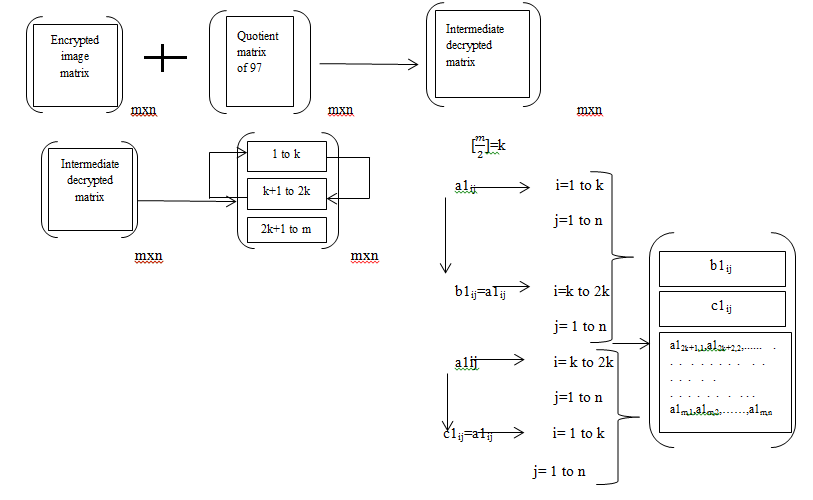 Encrypted
image
matrix
mxn
Quotient
matrix
of 97
mxn
Intermediate
decrypted
matrix
mxn
Intermediate
decrypted
matrix
mxn
1 to k
k+1 to 2k
2k+1 to m
mxn
[m/2]=k
a1ij
i=1 to k
j=1 to n
b1ij=a1ij
i=k to 2k
j= 1 to n
a1ij
i= k to 2k
j=1 to n
c1ij=a1ij
i= 1 to k
j= 1 to n
b1ij
c1ij
a12k+1,1,a12k+2,2,...... .
. . . . . . . . . .
. . . . .
. . . . . . . ...
a1m,1,a1m,2,.......,a1m,n